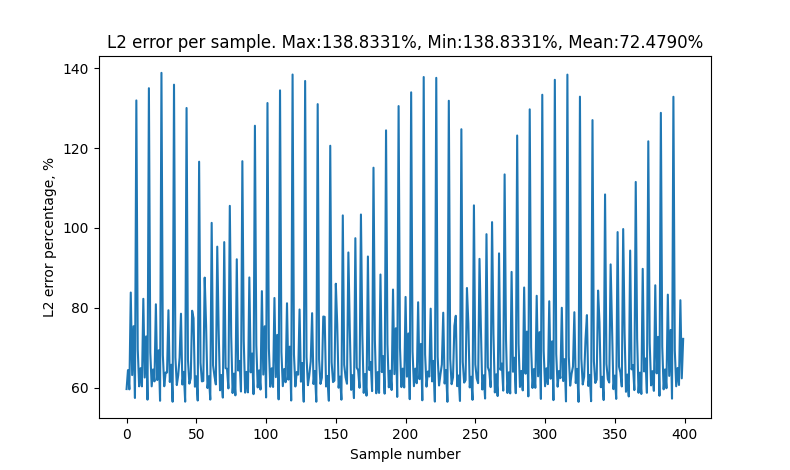 L2 error per sample. Max:138.8331%, Min:138.8331%, Mean:72.4790%
L2 error percentage, %
140
120
100
80
60
0 50 100 150 200 250 300 350 400
Sample number